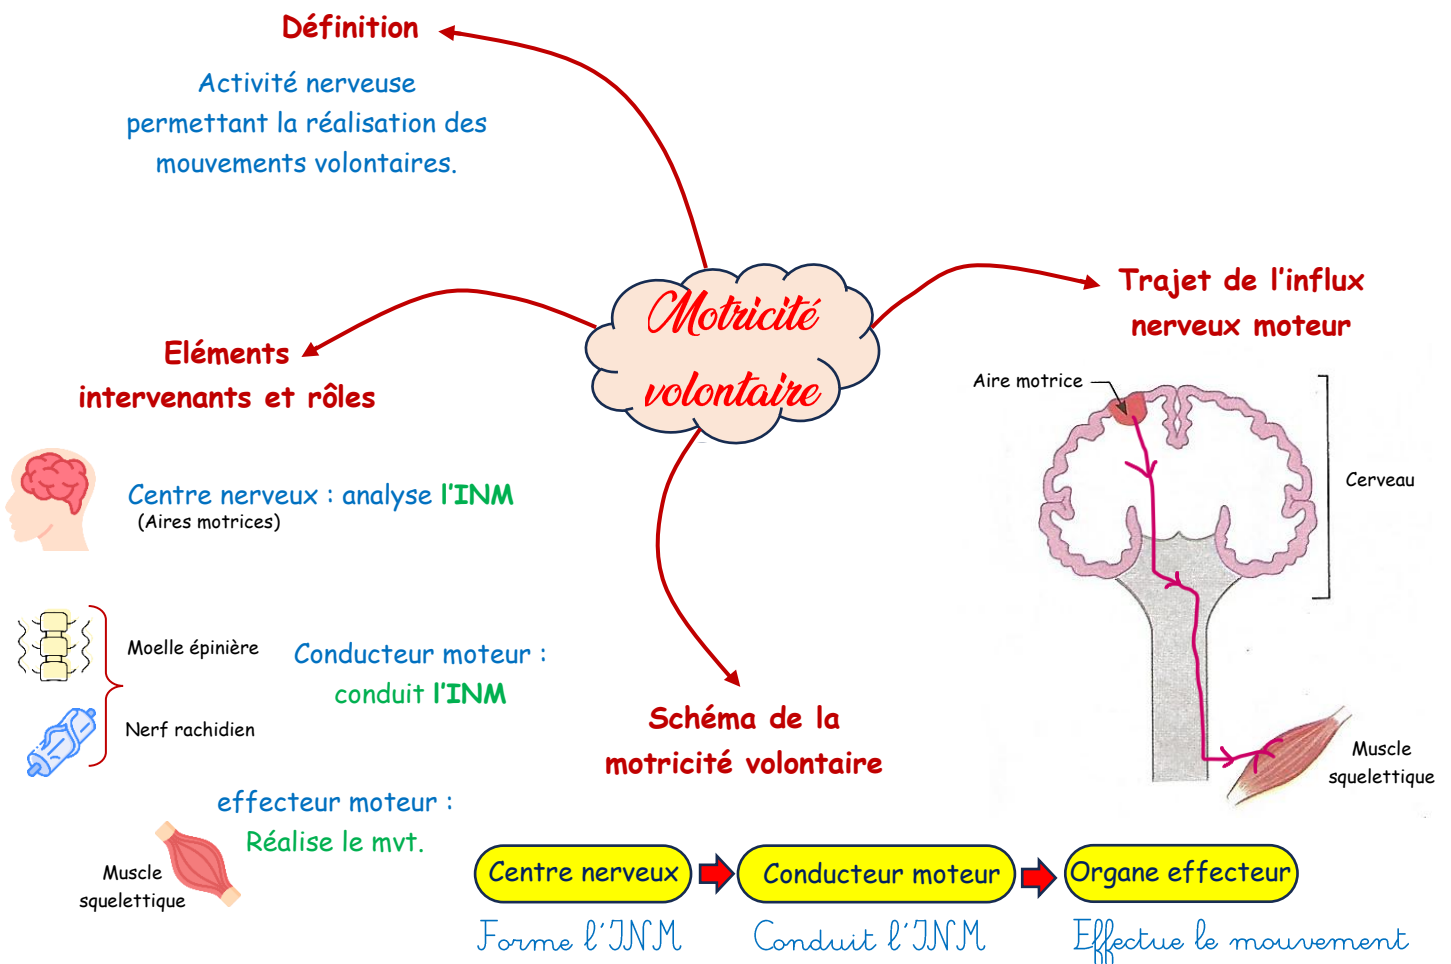 Définition
Activité nerveuse
permettant la réalisation des
mouvements volontaires.
Motricité
volontaire
Trajet de l'influx
nerveux moteur
Aire motrice
Cerveau
Muscle
squelettique
Eléments
intervenants et rôles
Centre nerveux : analyse l'INM
(Aires motrices)
Moelle épinière
Nerf rachidien
Conducteur moteur :
conduit l'INM
effecteur moteur :
Réalise le mvt.
Muscle
squelettique
Schéma de la
motricité volontaire
Centre nerveux
Conducteur moteur
Organe effecteur
Forme l'INM
Conduit l'INM
Effectue le mouvement